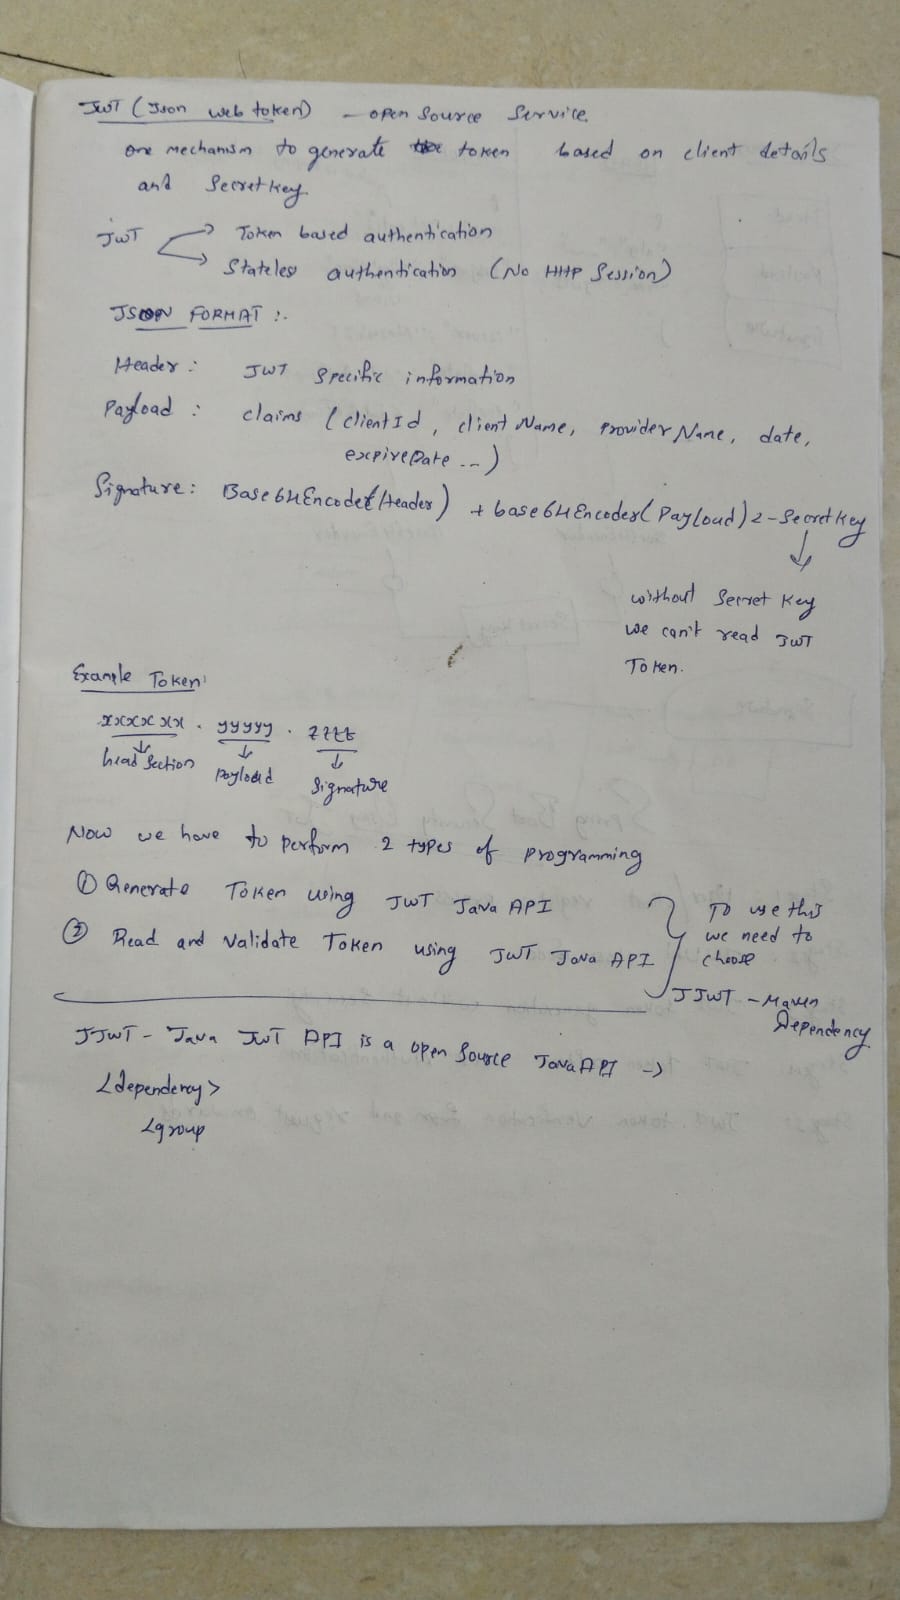 JWT (Json web token) - open Source Service
one mechanism to generate token based on client details
and Secret key.
JWT → Token based authentication
→ Stateless authentication (No HttP Session)
JSON FORMAT :-
Header : JWT Specific information
Payload : claims (clientId, client Name, Provider Name, date,
expireDate --)
Signature : Base64Encoder(Header) + base64Encoder(Payload) 2 - Secret key
↓
without Secret key
we can't read JWT
Token.
Example Token:
xxxxxxx . yyyyy . zzzz
↓ ↓ ↓
head Section payload Signature
Now we have to perform 2 types of programming
① Generate Token using JWT Java API
② Read and Validate Token using JWT Java API
To use this
we need to
choose
JJWT - Maven
Dependency
JJWT - Java JWT API is a open Source Java API ->
<dependency>
<group